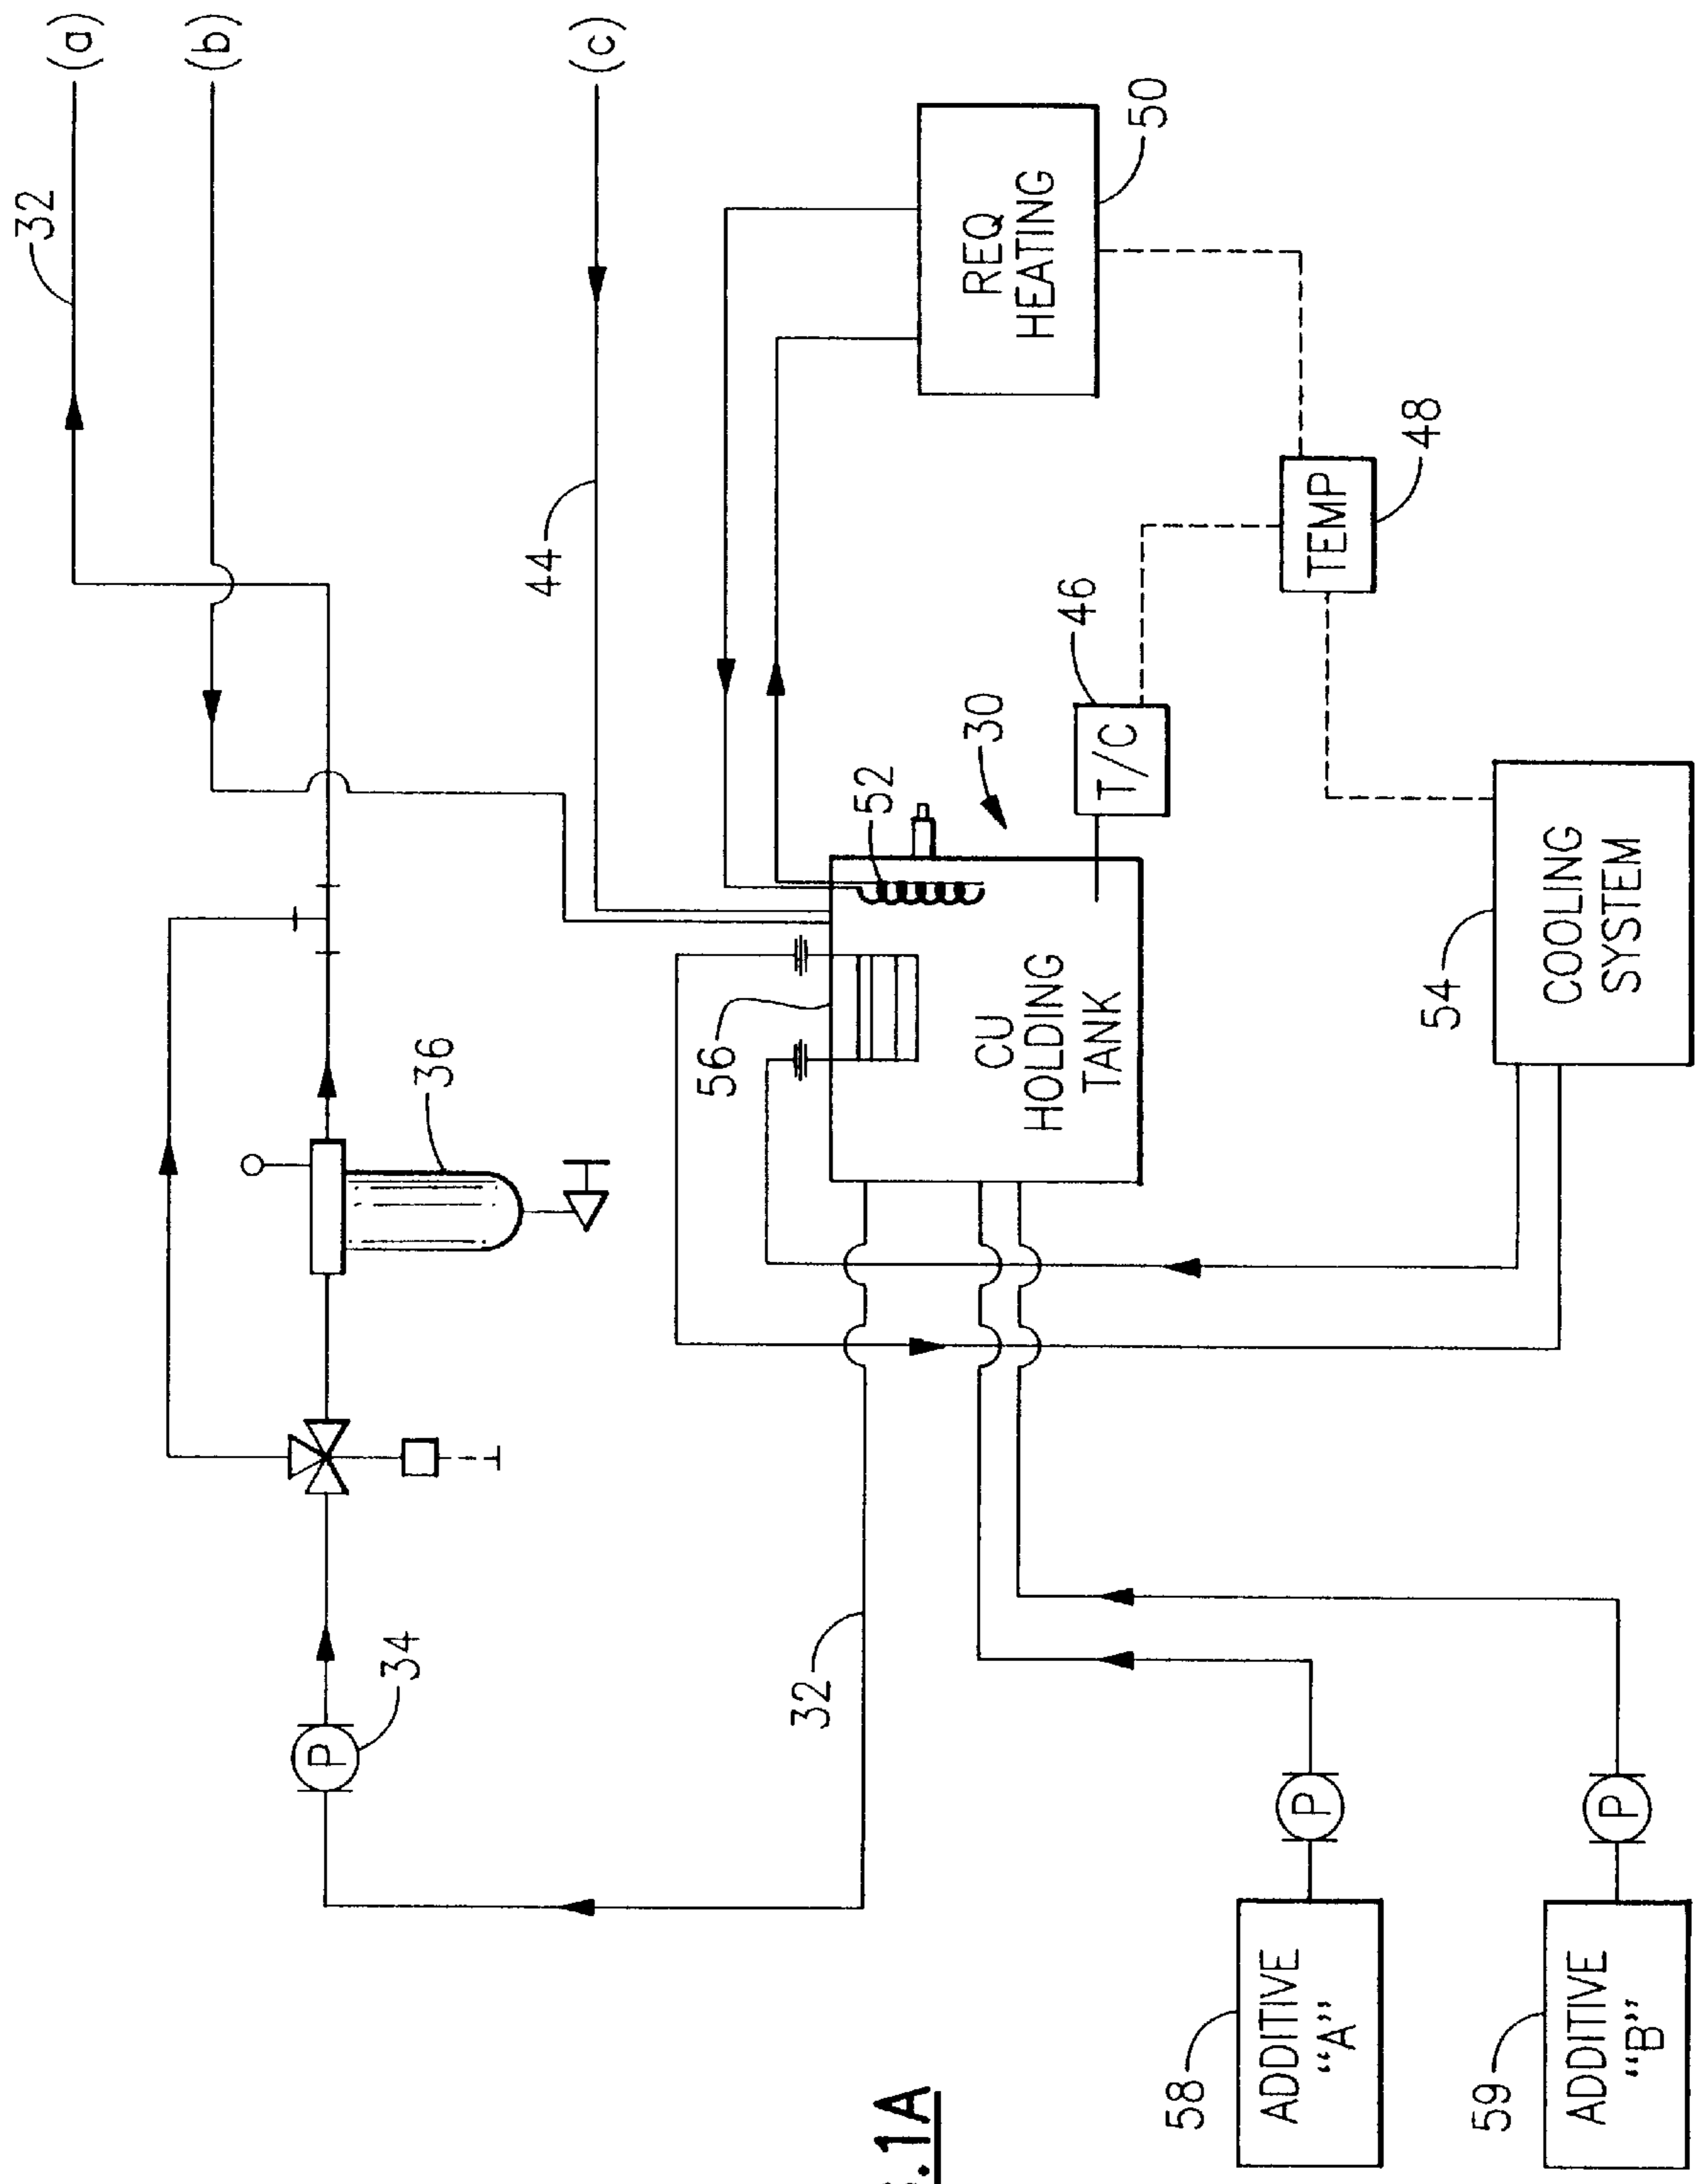 (a)
(b)
(c)
32
44
REQ
HEATING
50
36
56
52
30
46
T/C
TEMP
48
CU
HOLDING
TANK
54
COOLING
SYSTEM
P
34
32
58
ADDITIVE
“A”
P
59
ADDITIVE
“B”
P
.1A